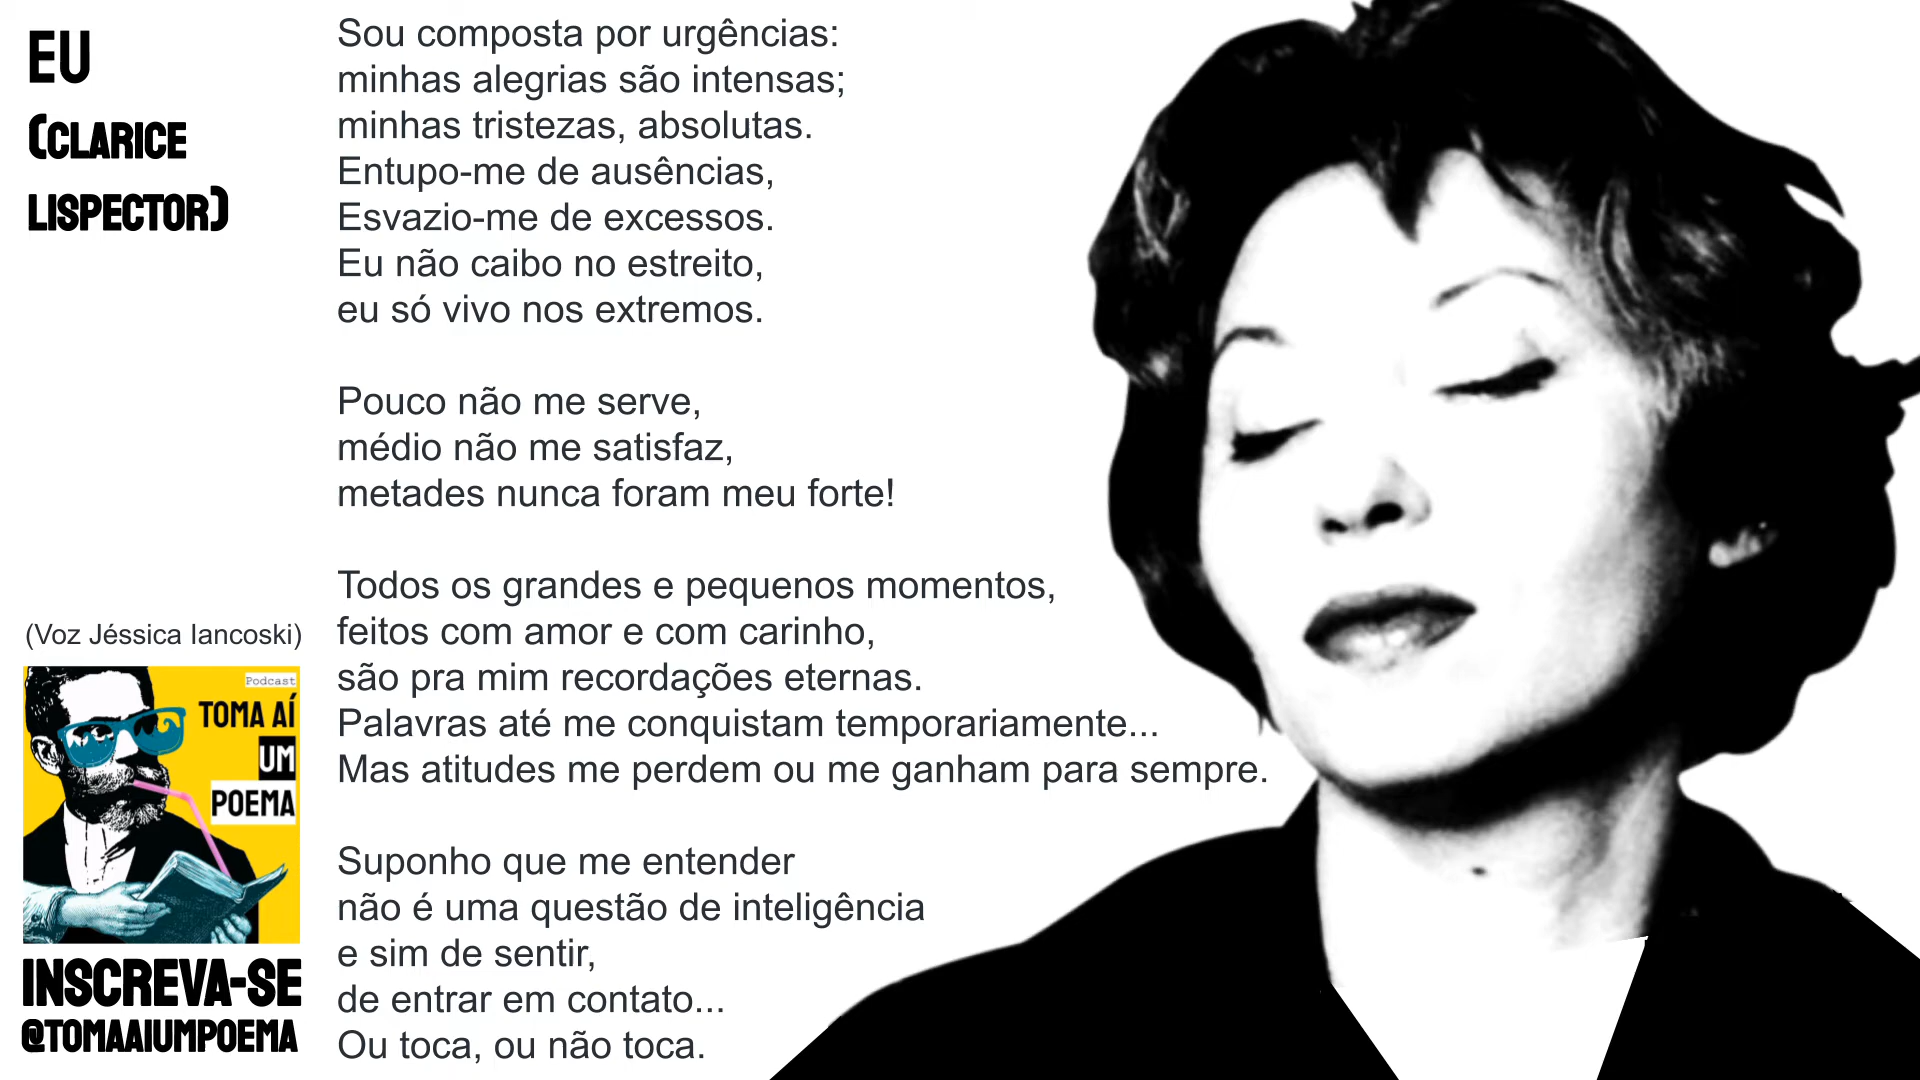 EU
(CLARICE
LISPECTOR)
Sou composta por urgências:
minhas alegrias são intensas;
minhas tristezas, absolutas.
Entupo-me de ausências,
Esvazio-me de excessos.
Eu não caibo no estreito,
eu só vivo nos extremos.
Pouco não me serve,
médio não me satisfaz,
metades nunca foram meu forte!
Todos os grandes e pequenos momentos,
feitos com amor e com carinho,
são pra mim recordações eternas.
Palavras até me conquistam temporariamente...
Mas atitudes me perdem ou me ganham para sempre.
Suponho que me entender
não é uma questão de inteligência
e sim de sentir,
de entrar em contato...
Ou toca, ou não toca.
(Voz Jéssica Iancoski)
Podcast
TOMA AÍ
UM
POEMA
INSCREVA-SE
@TOMAAIUMPOEMA